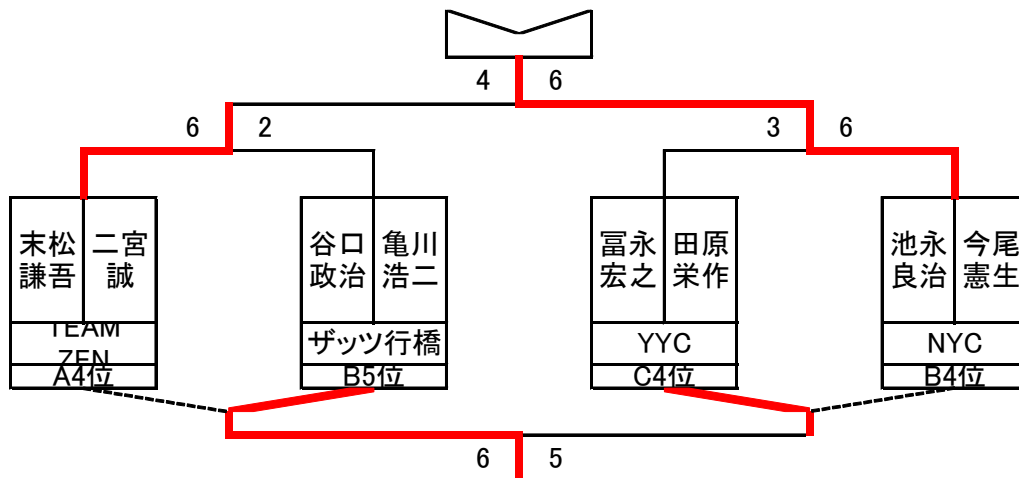 4 6
6 2 3 6
末松 二宮 谷口 亀川 冨永 田原 池永 今尾
謙吾 誠 政治 浩二 宏之 栄作 良治 憲生
TEAM
ZEN ザッツ行橋 YYC NYC
A4位 B5位 C4位 B4位
6 5